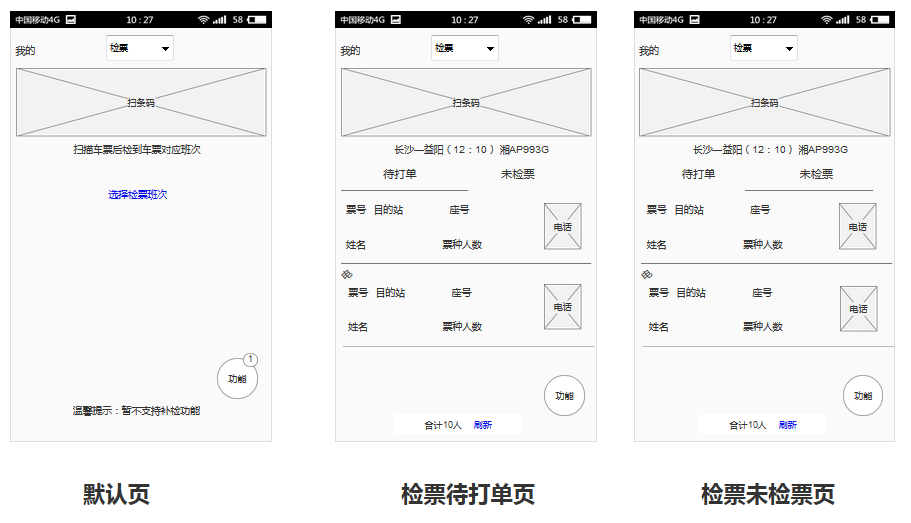 中国移动4G 10：27 58
我的 检票
扫条码
扫描车票后检到车票对应班次
选择检票班次
1
功能
温馨提示：暂不支持补检功能
默认页
中国移动4G 10：27 58
我的 检票
扫条码
长沙—益阳（12：10） 湘AP993G
待打单 未检票
票号 目的站 座号
电话
姓名 票种人数
票号 目的站 座号
电话
姓名 票种人数
功能
合计10人 刷新
检票待打单页
中国移动4G 10：27 58
我的 检票
扫条码
长沙—益阳（12：10） 湘AP993G
待打单 未检票
票号 目的站 座号
电话
姓名 票种人数
票号 目的站 座号
电话
姓名 票种人数
功能
合计10人 刷新
检票未检票页